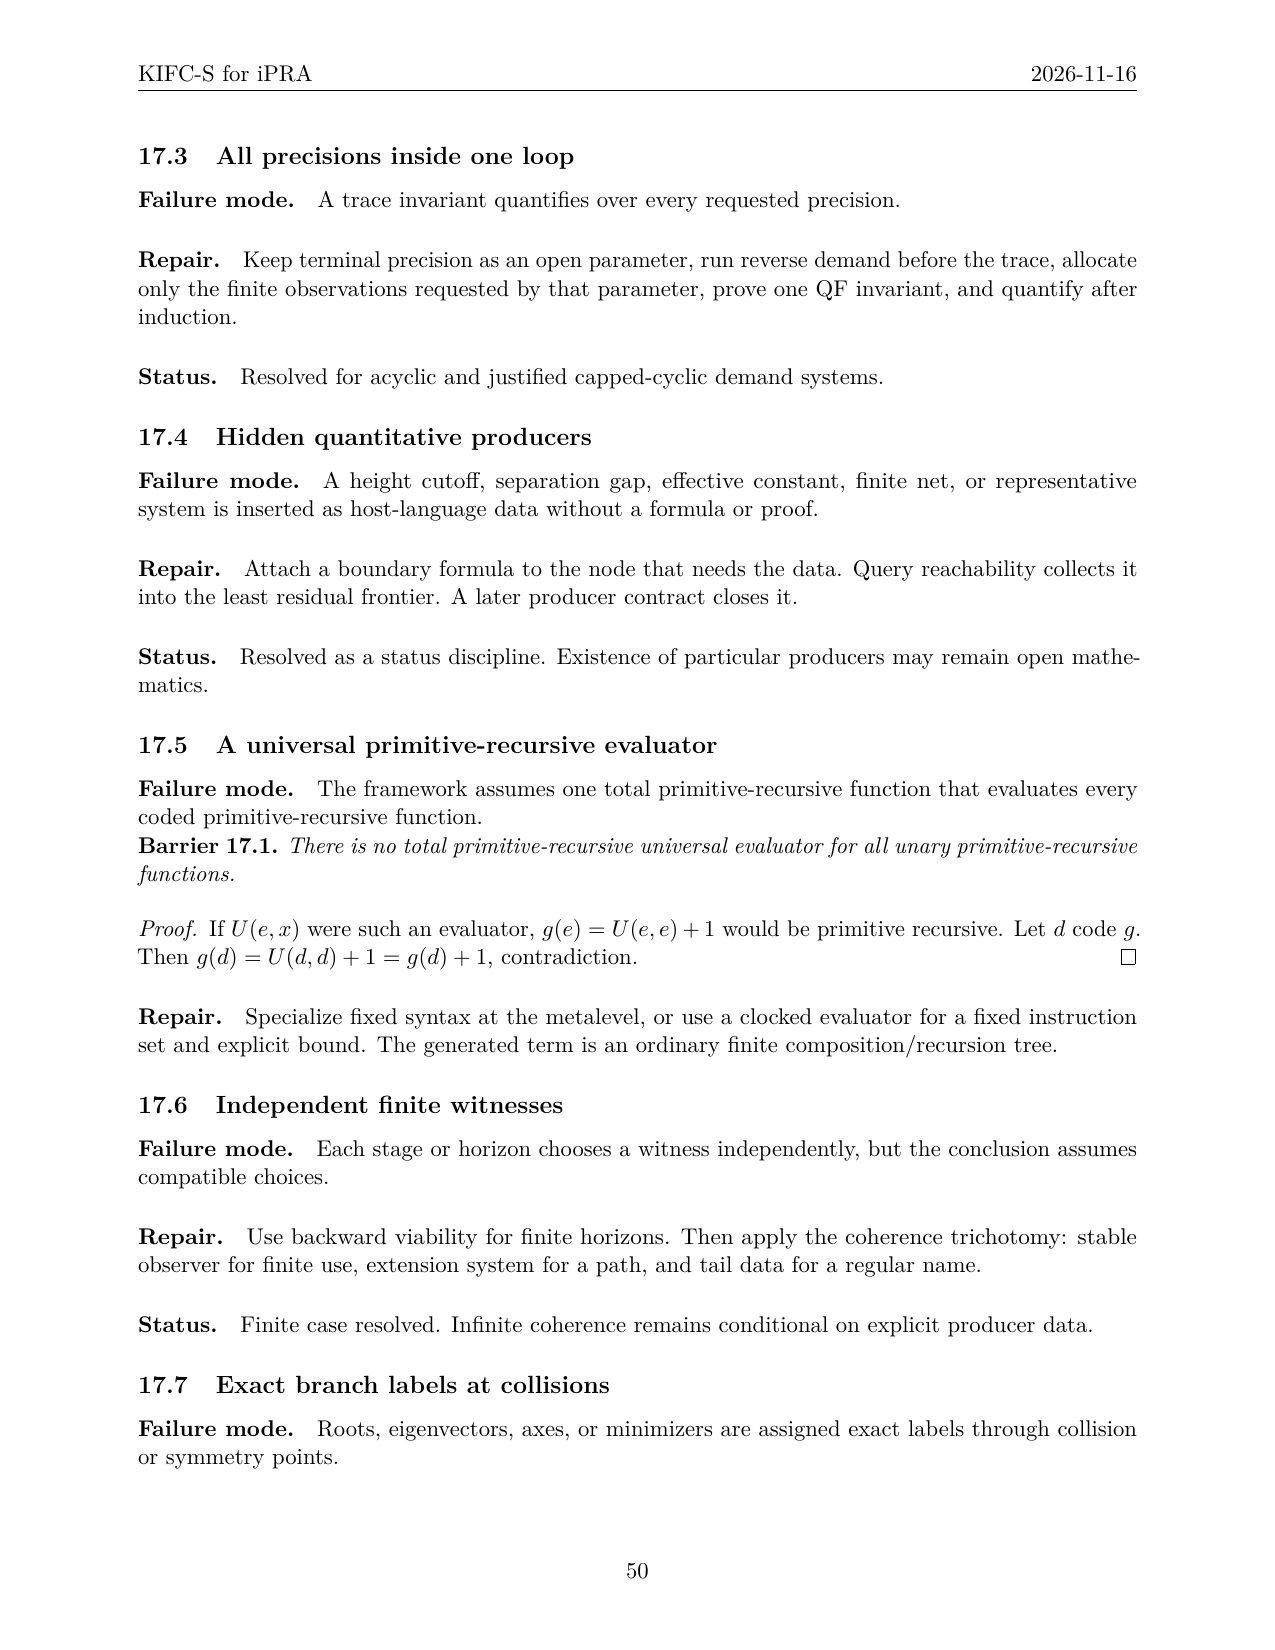 KIFC-S for iPRA 2026-11-16
17.3 All precisions inside one loop
Failure mode. A trace invariant quantifies over every requested precision.
Repair. Keep terminal precision as an open parameter, run reverse demand before the trace, allocate
only the finite observations requested by that parameter, prove one QF invariant, and quantify after
induction.
Status. Resolved for acyclic and justified capped-cyclic demand systems.
17.4 Hidden quantitative producers
Failure mode. A height cutoff, separation gap, effective constant, finite net, or representative
system is inserted as host-language data without a formula or proof.
Repair. Attach a boundary formula to the node that needs the data. Query reachability collects it
into the least residual frontier. A later producer contract closes it.
Status. Resolved as a status discipline. Existence of particular producers may remain open mathe-
matics.
17.5 A universal primitive-recursive evaluator
Failure mode. The framework assumes one total primitive-recursive function that evaluates every
coded primitive-recursive function.
Barrier 17.1. There is no total primitive-recursive universal evaluator for all unary primitive-recursive
functions.
Proof. If U(e, x) were such an evaluator, g(e) = U(e, e) + 1 would be primitive recursive. Let d code g.
Then g(d) = U(d, d) + 1 = g(d) + 1, contradiction. □
Repair. Specialize fixed syntax at the metalevel, or use a clocked evaluator for a fixed instruction
set and explicit bound. The generated term is an ordinary finite composition/recursion tree.
17.6 Independent finite witnesses
Failure mode. Each stage or horizon chooses a witness independently, but the conclusion assumes
compatible choices.
Repair. Use backward viability for finite horizons. Then apply the coherence trichotomy: stable
observer for finite use, extension system for a path, and tail data for a regular name.
Status. Finite case resolved. Infinite coherence remains conditional on explicit producer data.
17.7 Exact branch labels at collisions
Failure mode. Roots, eigenvectors, axes, or minimizers are assigned exact labels through collision
or symmetry points.
50